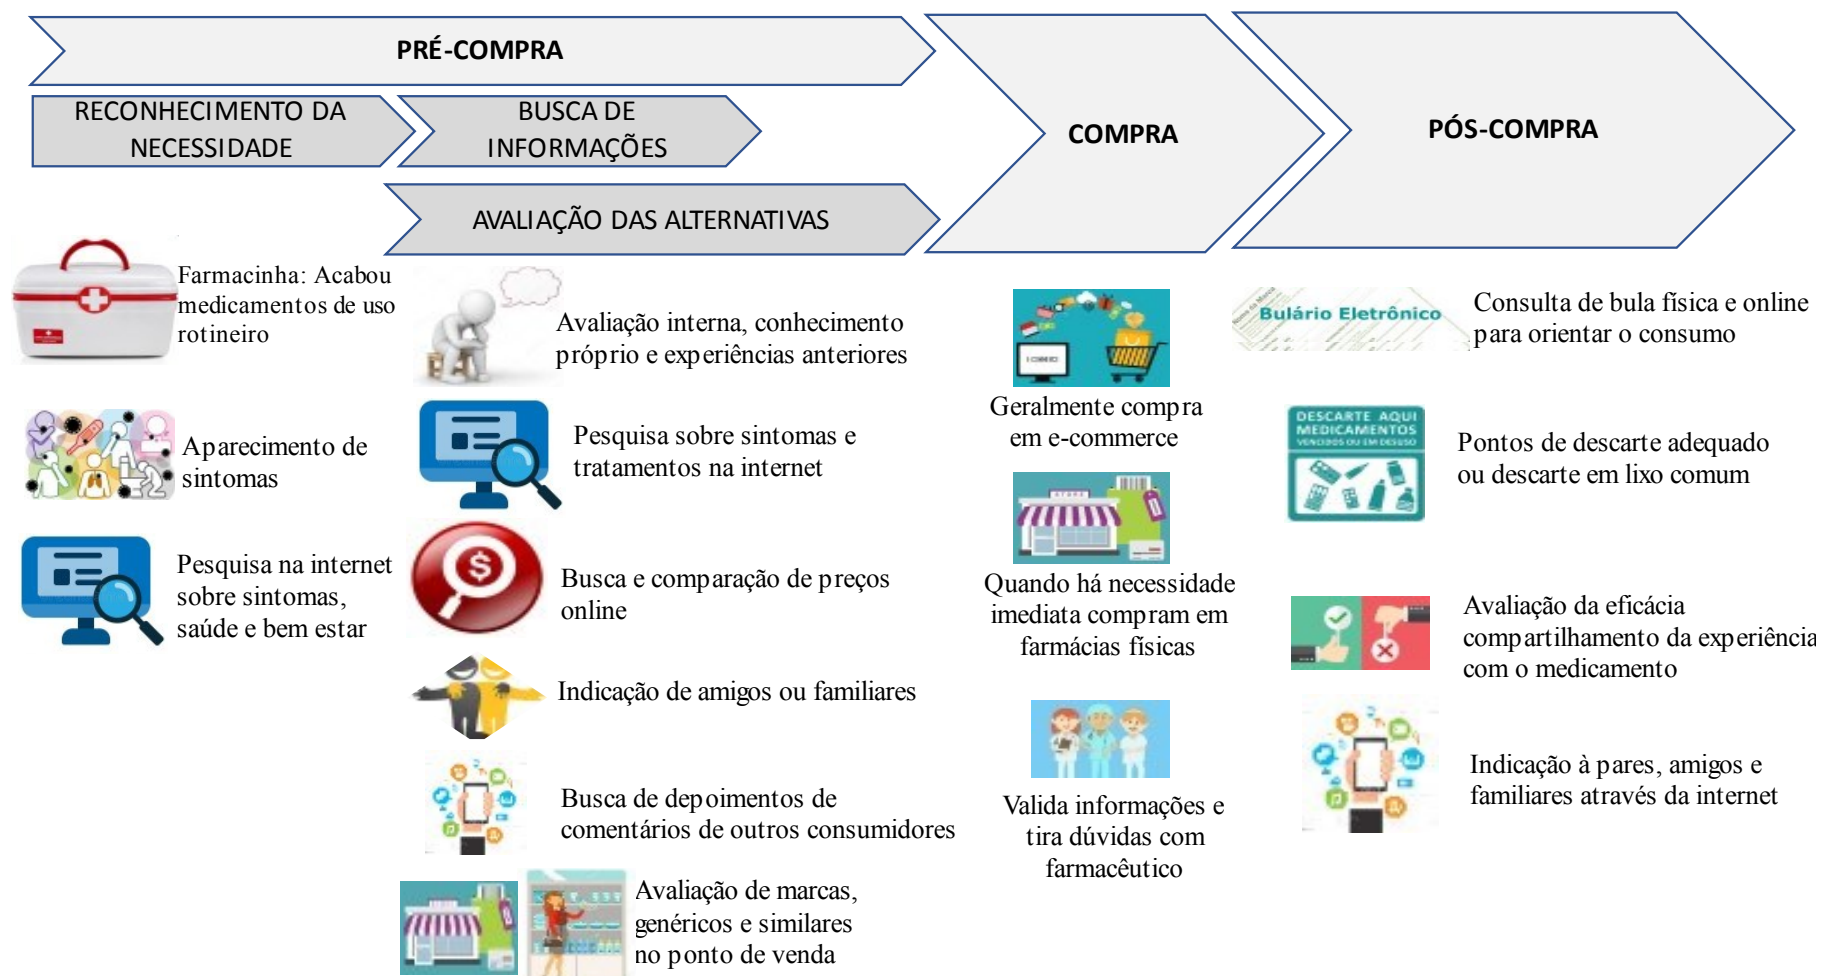 PRÉ-COMPRA
RECONHECIMENTO DA
NECESSIDADE
BUSCA DE
INFORMAÇÕES
AVALIAÇÃO DAS ALTERNATIVAS
COMPRA
PÓS-COMPRA
Farmacinha: Acabou
medicamentos de uso
rotineiro
Aparecimento de
sintomas
Pesquisa na internet
sobre sintomas,
saúde e bem estar
Avaliação interna, conhecimento
próprio e experiências anteriores
Pesquisa sobre sintomas e
tratamentos na internet
$
Busca e comparação de preços
online
Indicação de amigos ou familiares
Busca de depoimentos de
comentários de outros consumidores
Avaliação de marcas,
genéricos e similares
no ponto de venda
Geralmente compra
em e-commerce
STORE
Quando há necessidade
imediata compram em
farmácias físicas
Valida informações e
tira dúvidas com
farmacêutico
Bulário Eletrônico
Consulta de bula física e online
para orientar o consumo
DESCARTE AQUI
MEDICAMENTOS
VENCIDOS OU EM DESUSO
Pontos de descarte adequado
ou descarte em lixo comum
Avaliação da eficácia
compartilhamento da experiência
com o medicamento
Indicação à pares, amigos e
familiares através da internet